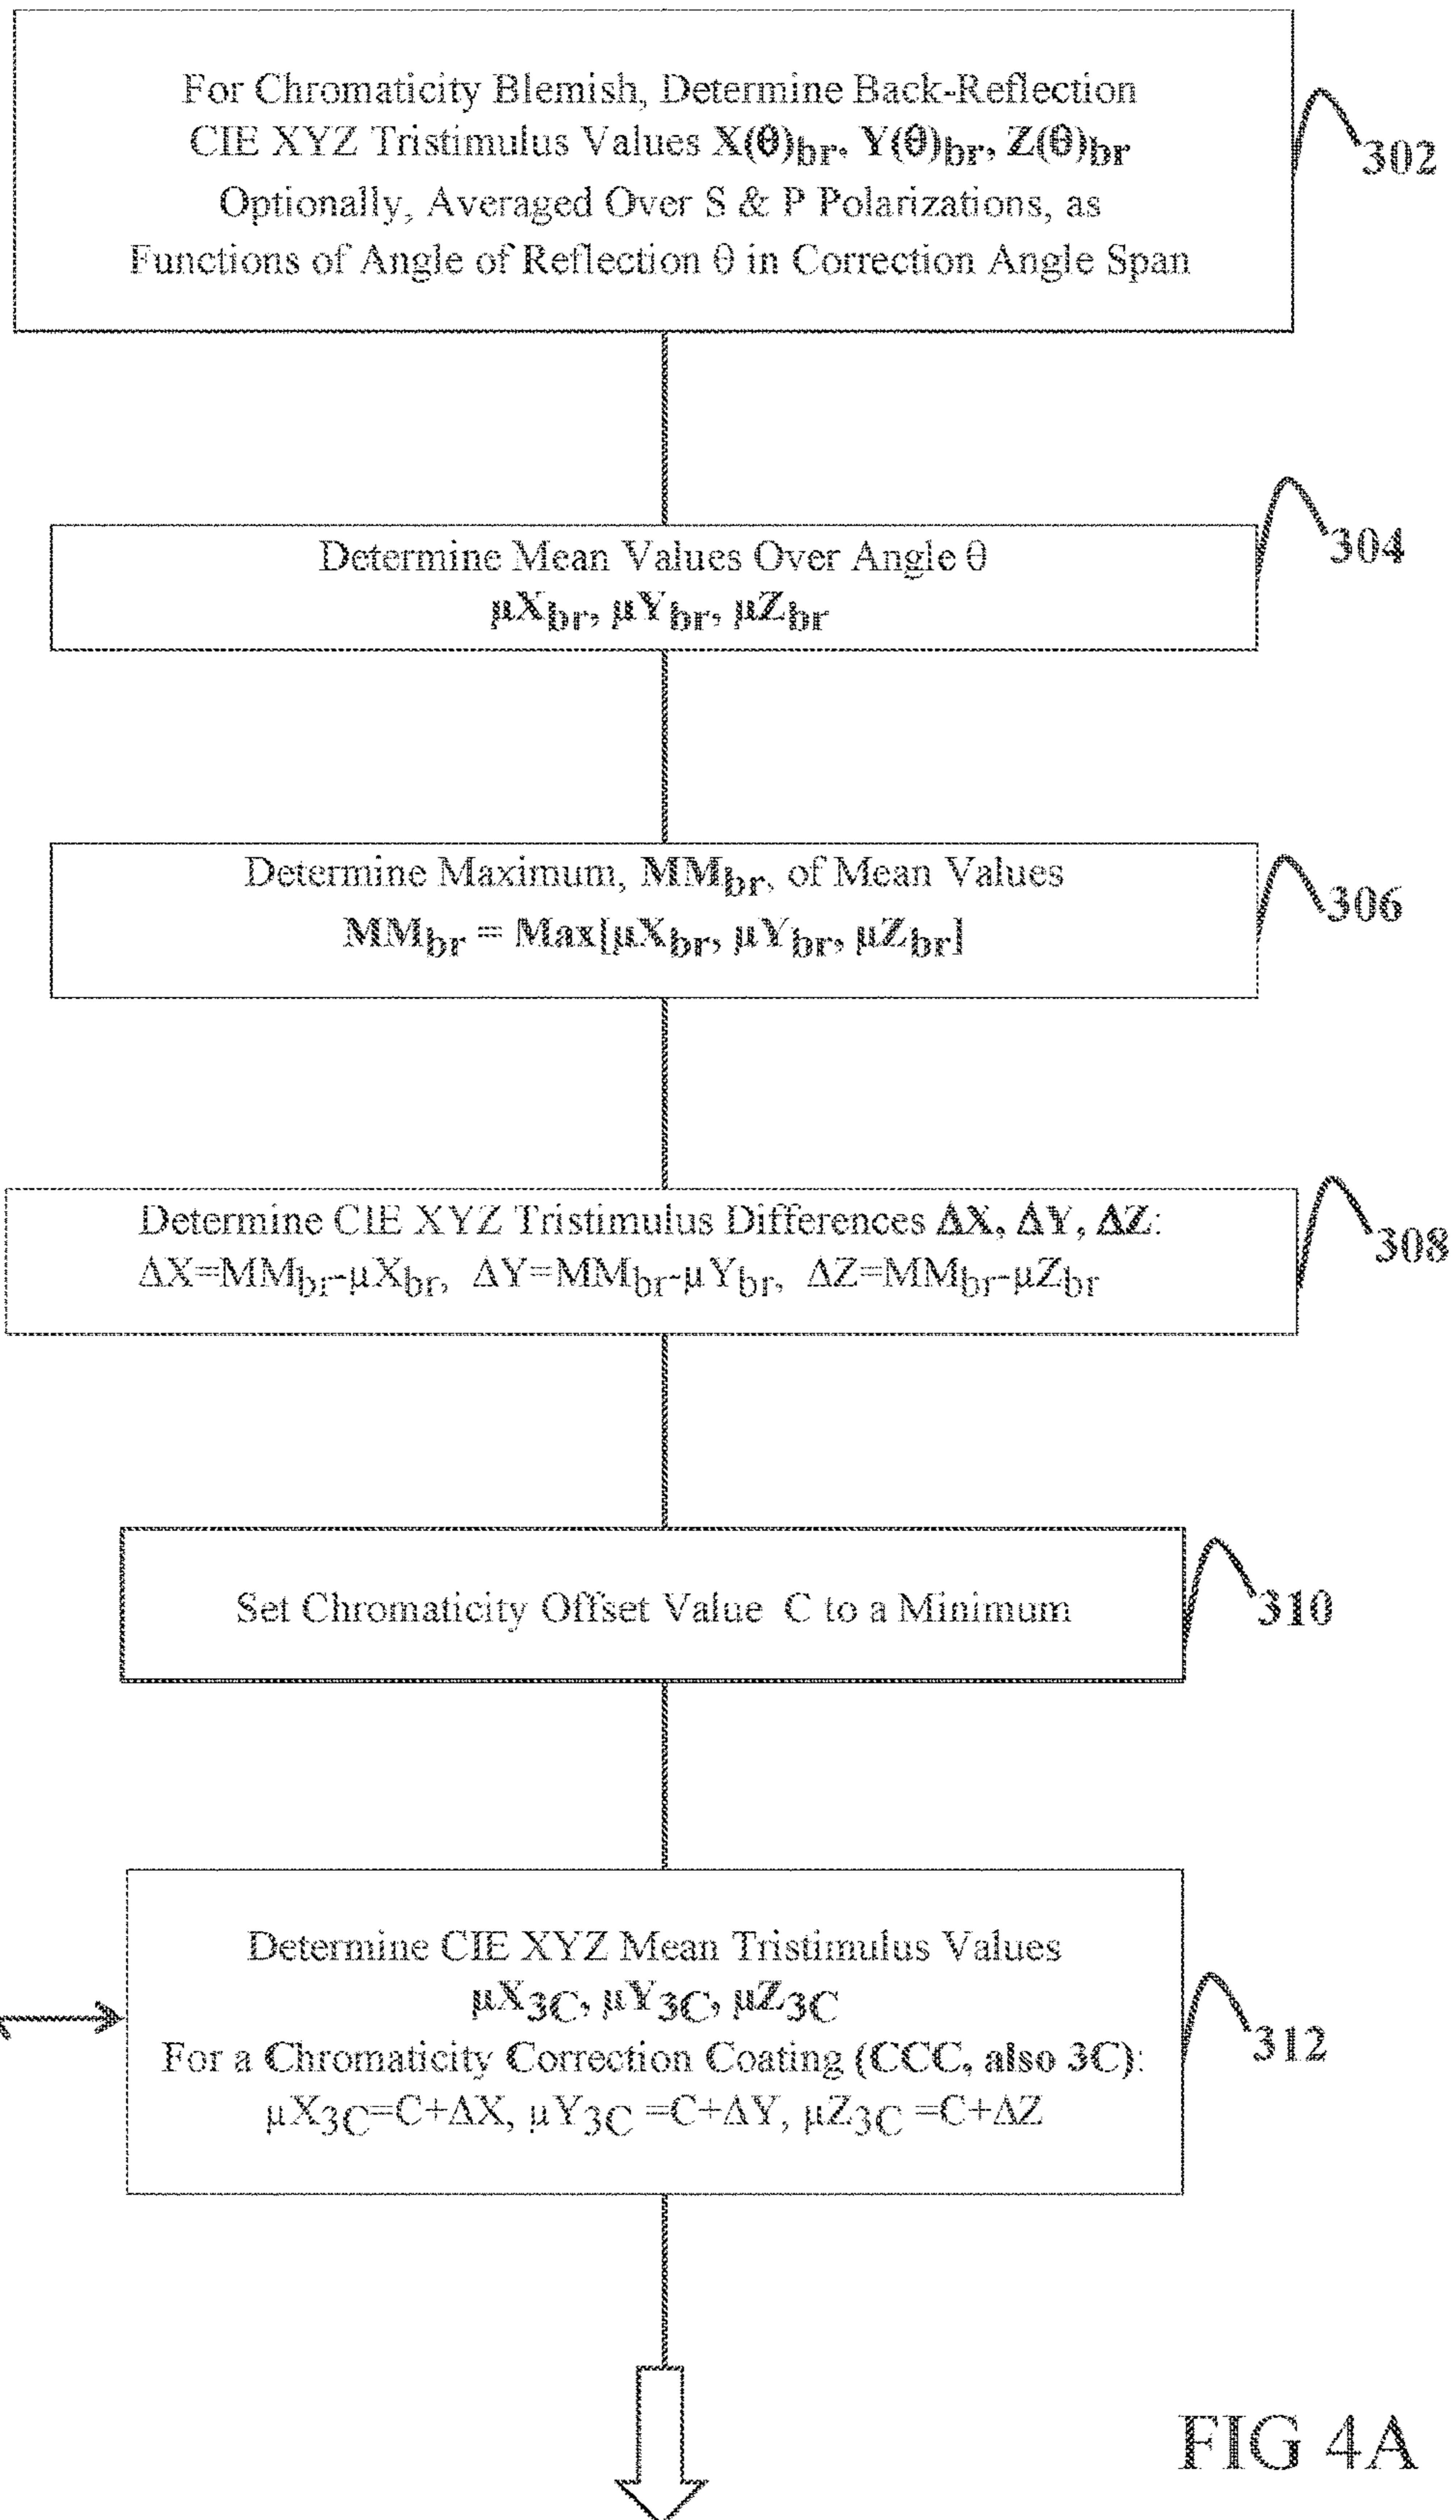 For Chromaticity Blemish, Determine Back-Reflection
CIE XYZ Tristimulus Values X(θ)br, Y(θ)br, Z(θ)br
Optionally, Averaged Over S & P Polarizations, as
Functions of Angle of Reflection θ in Correction Angle Span
302
Determine Mean Values Over Angle θ
μXbr, μYbr, μZbr
304
Determine Maximum, MMbr, of Mean Values
MMbr = Max[μXbr, μYbr, μZbr]
306
Determine CIE XYZ Tristimulus Differences ΔX, ΔY, ΔZ:
ΔX=MMbr-μXbr, ΔY=MMbr-μYbr, ΔZ=MMbr-μZbr
308
Set Chromaticity Offset Value C to a Minimum
310
Determine CIE XYZ Mean Tristimulus Values
μX3C, μY3C, μZ3C
For a Chromaticity Correction Coating (CCC, also 3C):
μX3C=C+ΔX, μY3C =C+ΔY, μZ3C =C+ΔZ
312
FIG 4A